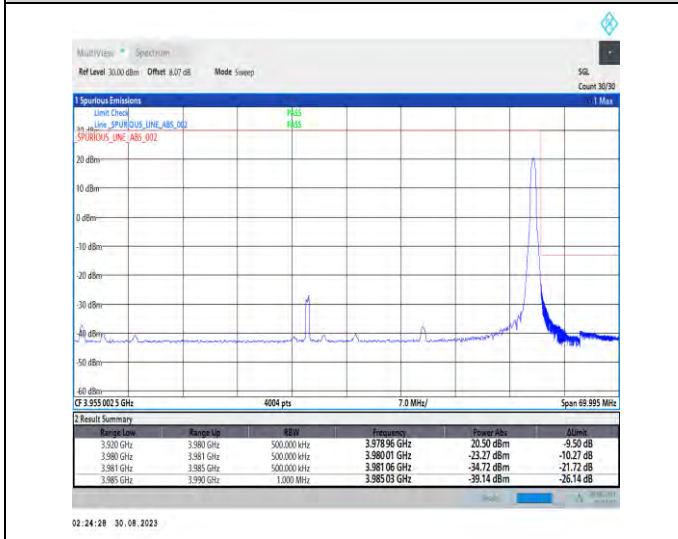 MultiView Spectrum
Ref Level 30.00 dBm Offset 8.07 dB Mode Sweep SGL
Count 30/30
1 Spurious Emissions 1 Max
Limit Check PASS
Line _SPURIOUS_LINE_ABS_002 PASS
30 dBm
_SPURIOUS_LINE_ABS_002
20 dBm
10 dBm
0 dBm
-10 dBm
-20 dBm
-30 dBm
-40 dBm
-50 dBm
-60 dBm
CF 3.955 002 5 GHz 4004 pts 7.0 MHz/ Span 69.995 MHz
2 Result Summary
Range Low Range Up RBW Frequency Power Abs ΔLimit
3.920 GHz 3.980 GHz 500.000 kHz 3.978 96 GHz 20.50 dBm -9.50 dB
3.980 GHz 3.981 GHz 500.000 kHz 3.980 01 GHz -23.27 dBm -10.27 dB
3.981 GHz 3.985 GHz 500.000 kHz 3.981 06 GHz -34.72 dBm -21.72 dB
3.985 GHz 3.990 GHz 1.000 MHz 3.985 03 GHz -39.14 dBm -26.14 dB
02:24:28 30.08.2023